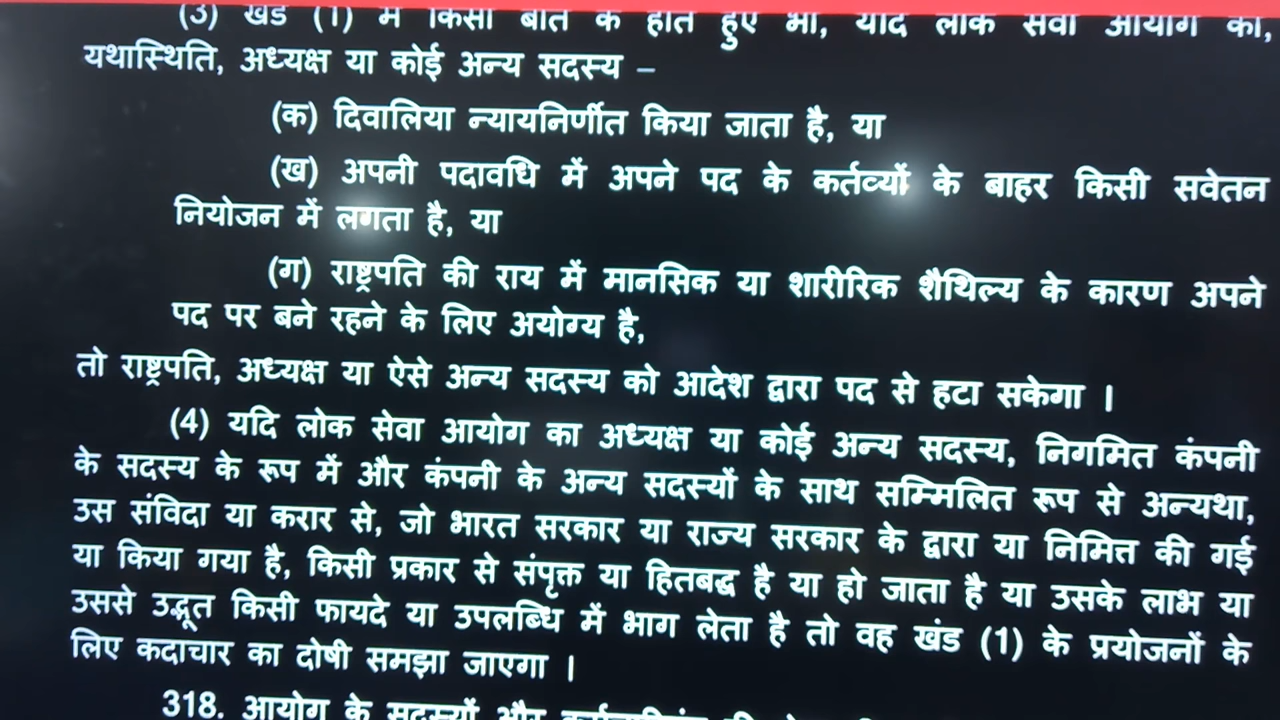 (3) खंड (1) में किसी बात के होते हुए भी, यदि लोक सेवा आयोग का,
यथास्थिति, अध्यक्ष या कोई अन्य सदस्य –
(क) दिवालिया न्यायनिर्णीत किया जाता है, या
(ख) अपनी पदावधि में अपने पद के कर्तव्यों के बाहर किसी सवेतन
नियोजन में लगता है, या
(ग) राष्ट्रपति की राय में मानसिक या शारीरिक शैथिल्य के कारण अपने
पद पर बने रहने के लिए अयोग्य है,
तो राष्ट्रपति, अध्यक्ष या ऐसे अन्य सदस्य को आदेश द्वारा पद से हटा सकेगा ।
(4) यदि लोक सेवा आयोग का अध्यक्ष या कोई अन्य सदस्य, निगमित कंपनी
के सदस्य के रूप में और कंपनी के अन्य सदस्यों के साथ सम्मिलित रूप से अन्यथा,
उस संविदा या करार से, जो भारत सरकार या राज्य सरकार के द्वारा या निमित्त की गई
या किया गया है, किसी प्रकार से संपृक्त या हितबद्ध है या हो जाता है या उसके लाभ या
उससे उद्भूत किसी फायदे या उपलब्धि में भाग लेता है तो वह खंड (1) के प्रयोजनों के
लिए कदाचार का दोषी समझा जाएगा ।
318. आयोग के सदस्यों और